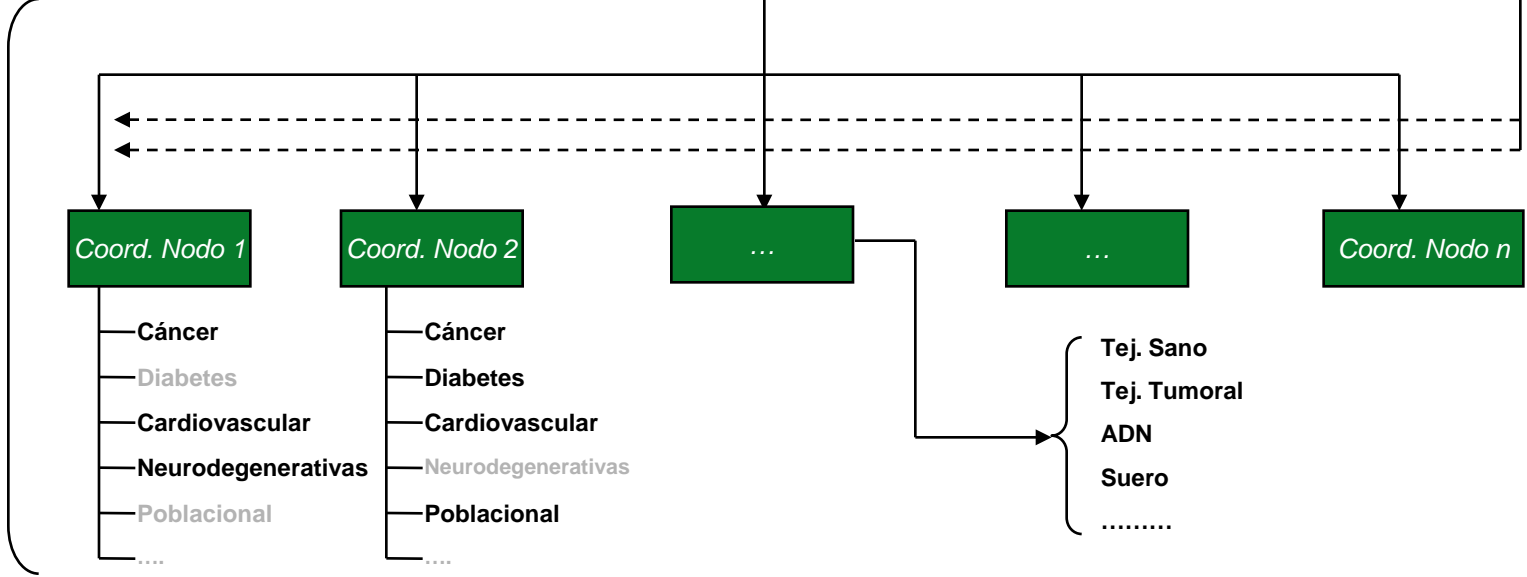 Coord. Nodo 1
Coord. Nodo 2
…
…
Coord. Nodo n
Cáncer
Diabetes
Cardiovascular
Neurodegenerativas
Poblacional
….
Cáncer
Diabetes
Cardiovascular
Neurodegenerativas
Poblacional
….
Tej. Sano
Tej. Tumoral
ADN
Suero
………